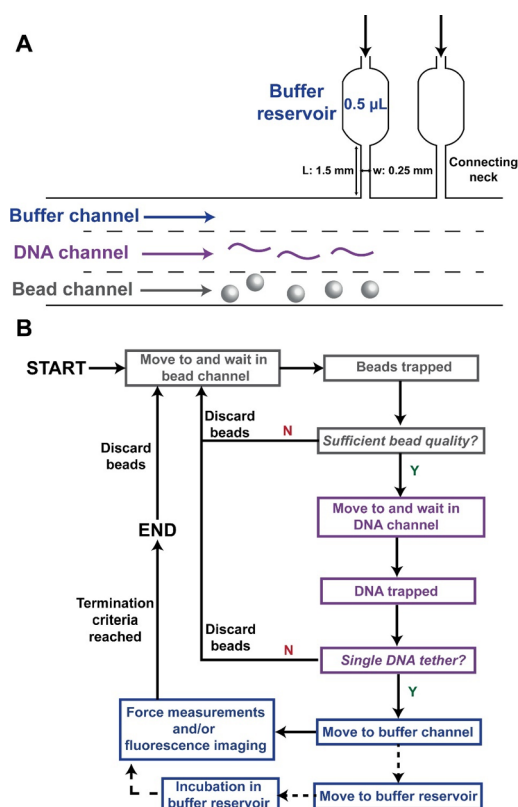 A
Buffer
reservoir
0.5 µL
L: 1.5 mm
w: 0.25 mm
Connecting
neck
Buffer channel
DNA channel
Bead channel
B
START
Move to and wait in
bead channel
Beads trapped
Discard
beads
N
Sufficient bead quality?
Discard
beads
Y
Move to and wait in
DNA channel
END
DNA trapped
Termination
criteria
reached
Discard
beads
N
Single DNA tether?
Y
Force measurements
and/or
fluorescence imaging
Move to buffer channel
Incubation in
buffer reservoir
Move to buffer reservoir